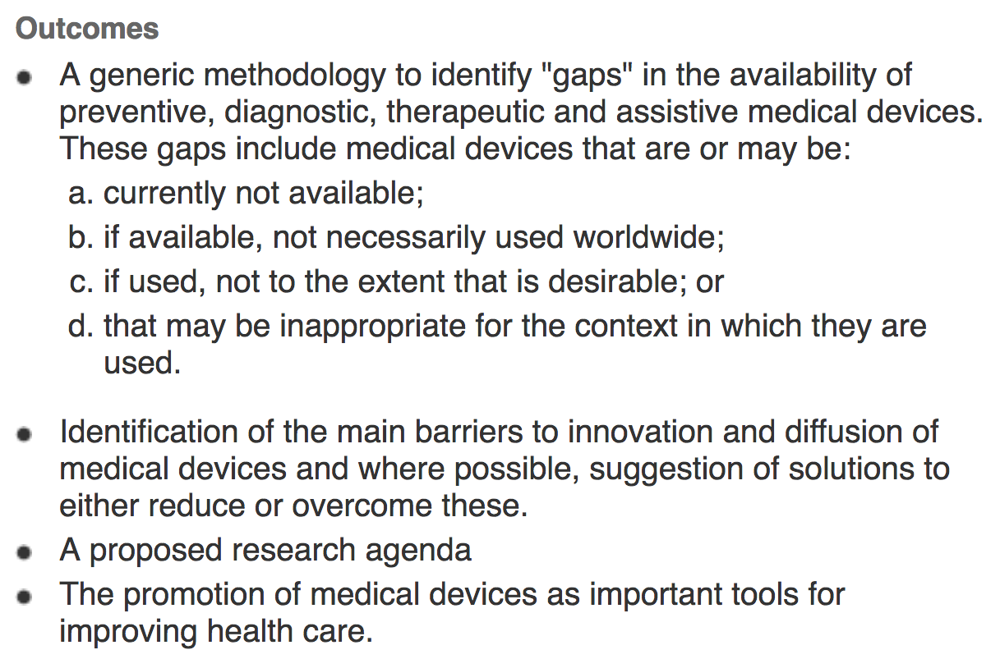 Outcomes
• A generic methodology to identify "gaps" in the availability of
preventive, diagnostic, therapeutic and assistive medical devices.
These gaps include medical devices that are or may be:
a. currently not available;
b. if available, not necessarily used worldwide;
c. if used, not to the extent that is desirable; or
d. that may be inappropriate for the context in which they are
used.
• Identification of the main barriers to innovation and diffusion of
medical devices and where possible, suggestion of solutions to
either reduce or overcome these.
• A proposed research agenda
• The promotion of medical devices as important tools for
improving health care.